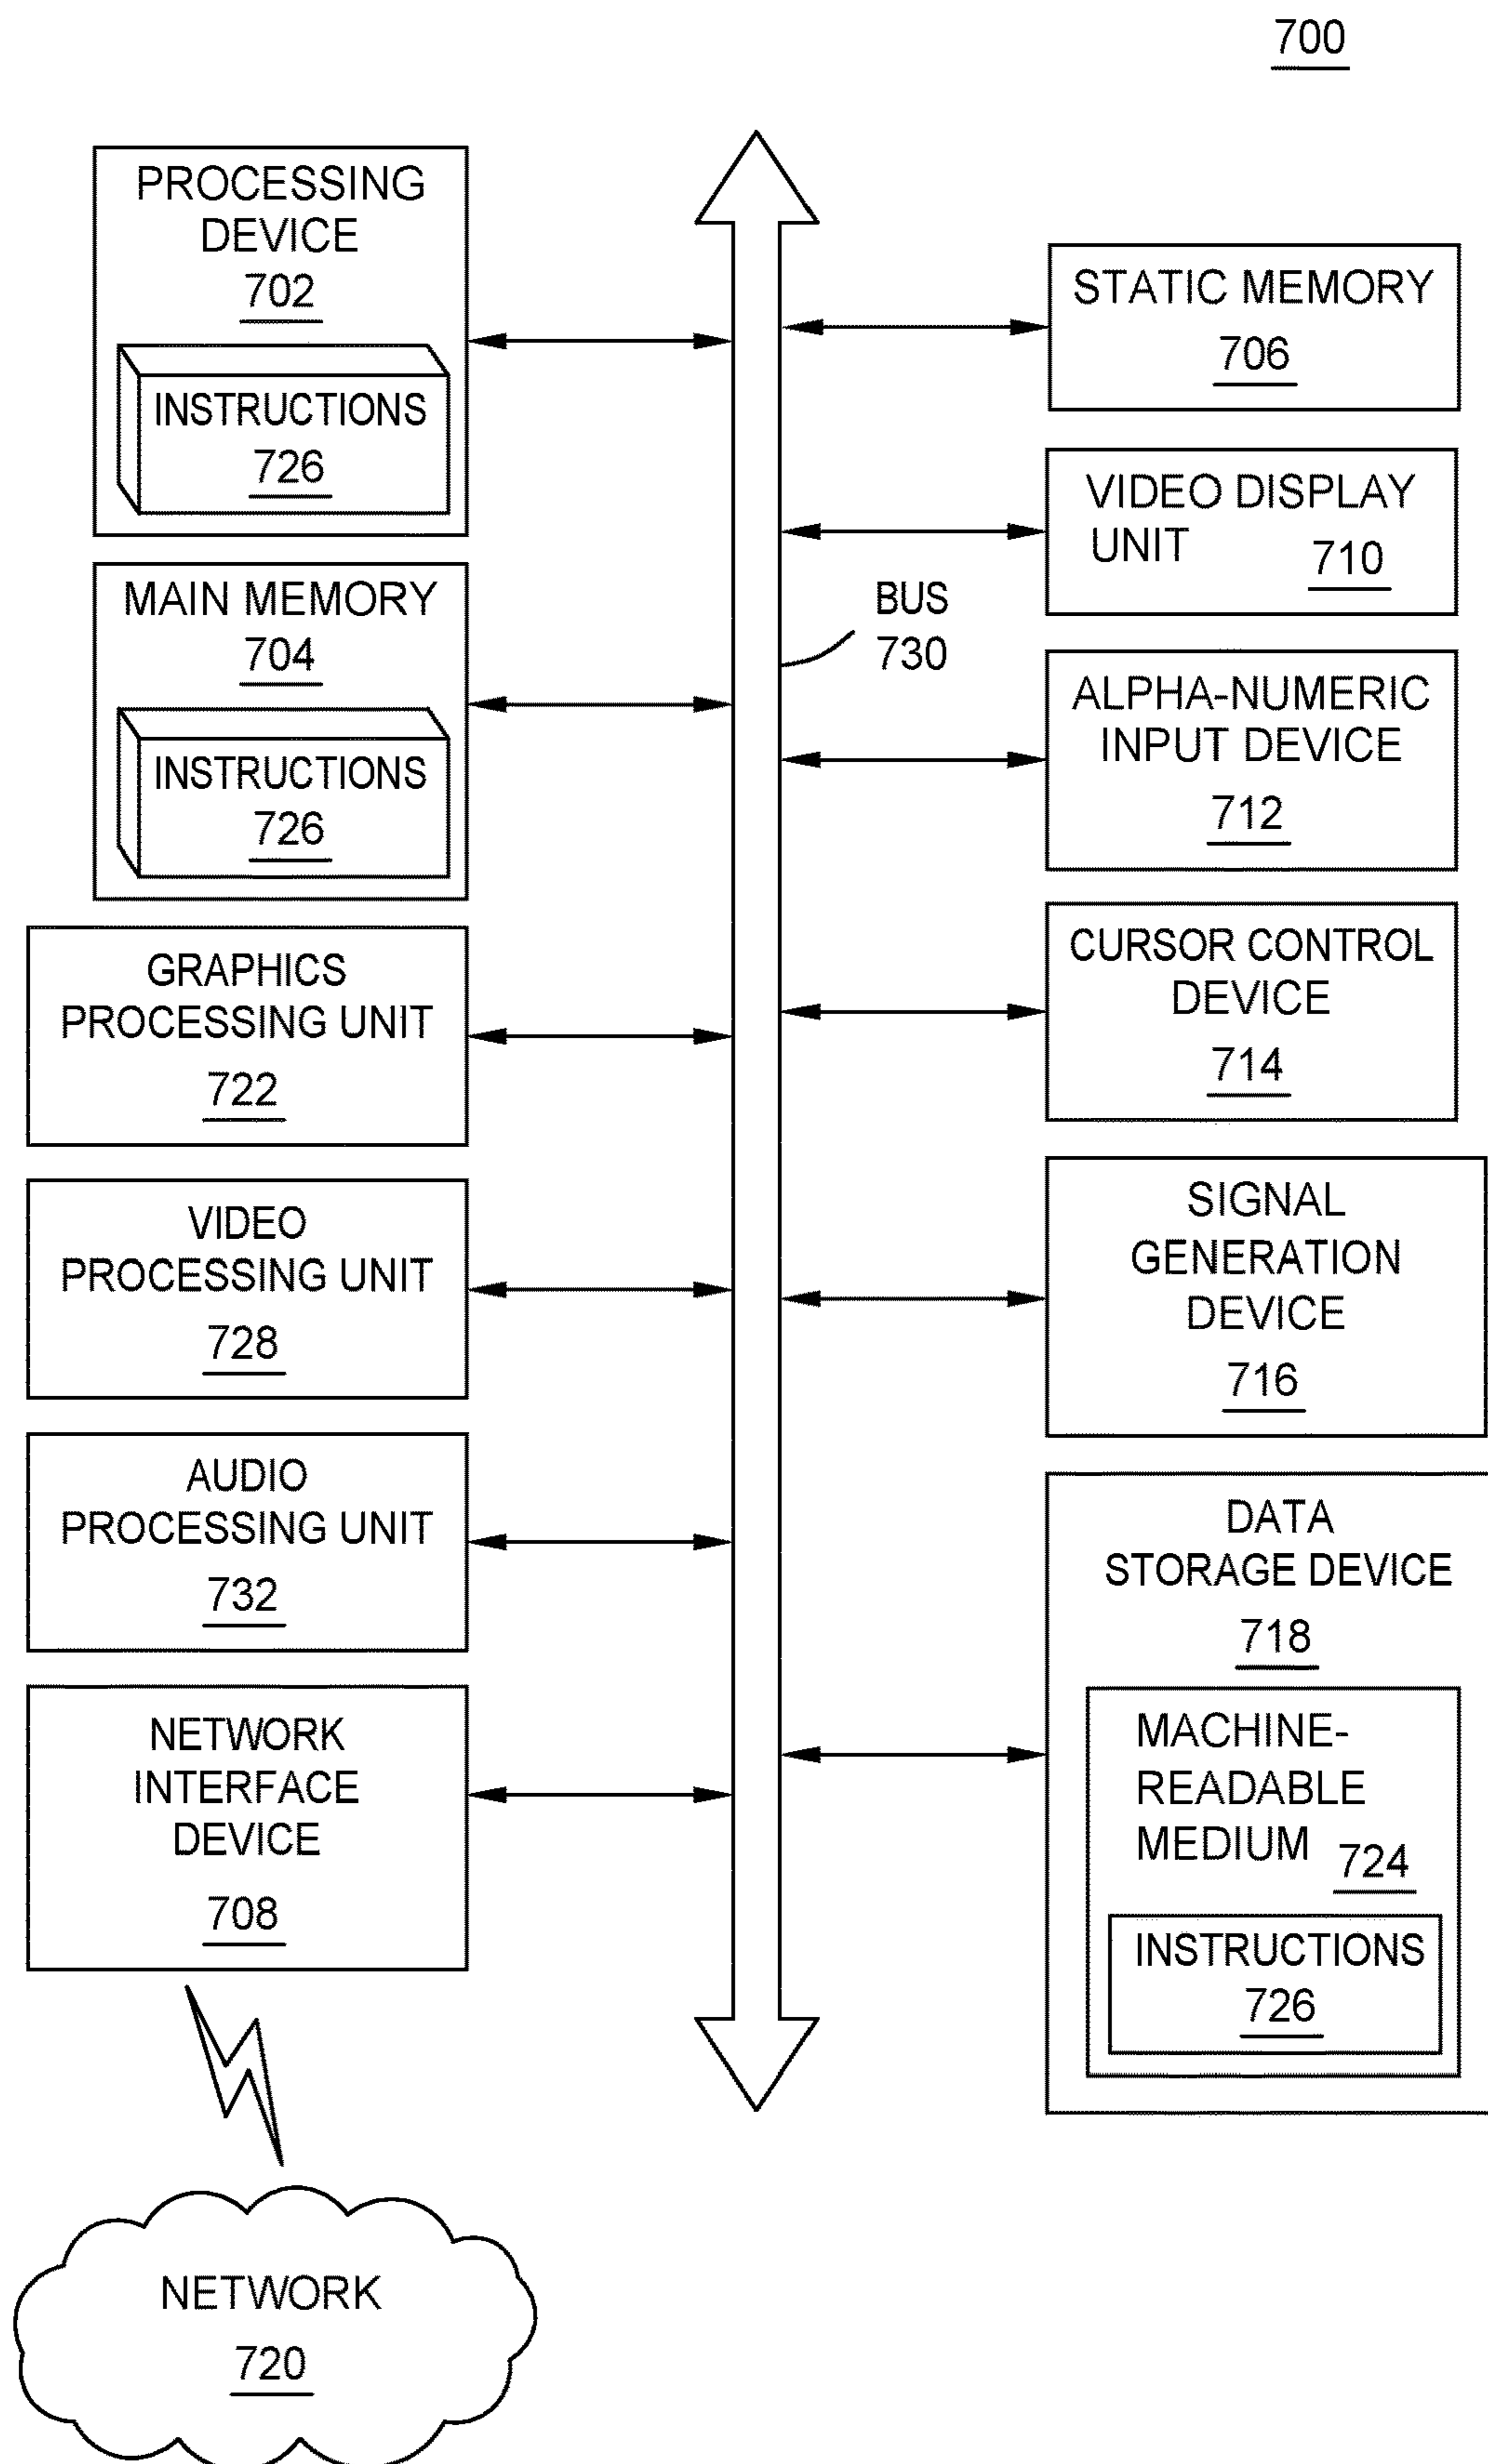 700
PROCESSING
DEVICE
702
INSTRUCTIONS
726
MAIN MEMORY
704
INSTRUCTIONS
726
GRAPHICS
PROCESSING UNIT
722
VIDEO
PROCESSING UNIT
728
AUDIO
PROCESSING UNIT
732
NETWORK
INTERFACE
DEVICE
708
NETWORK
720
BUS
730
STATIC MEMORY
706
VIDEO DISPLAY
UNIT 710
ALPHA-NUMERIC
INPUT DEVICE
712
CURSOR CONTROL
DEVICE
714
SIGNAL
GENERATION
DEVICE
716
DATA
STORAGE DEVICE
718
MACHINE-
READABLE
MEDIUM 724
INSTRUCTIONS
726